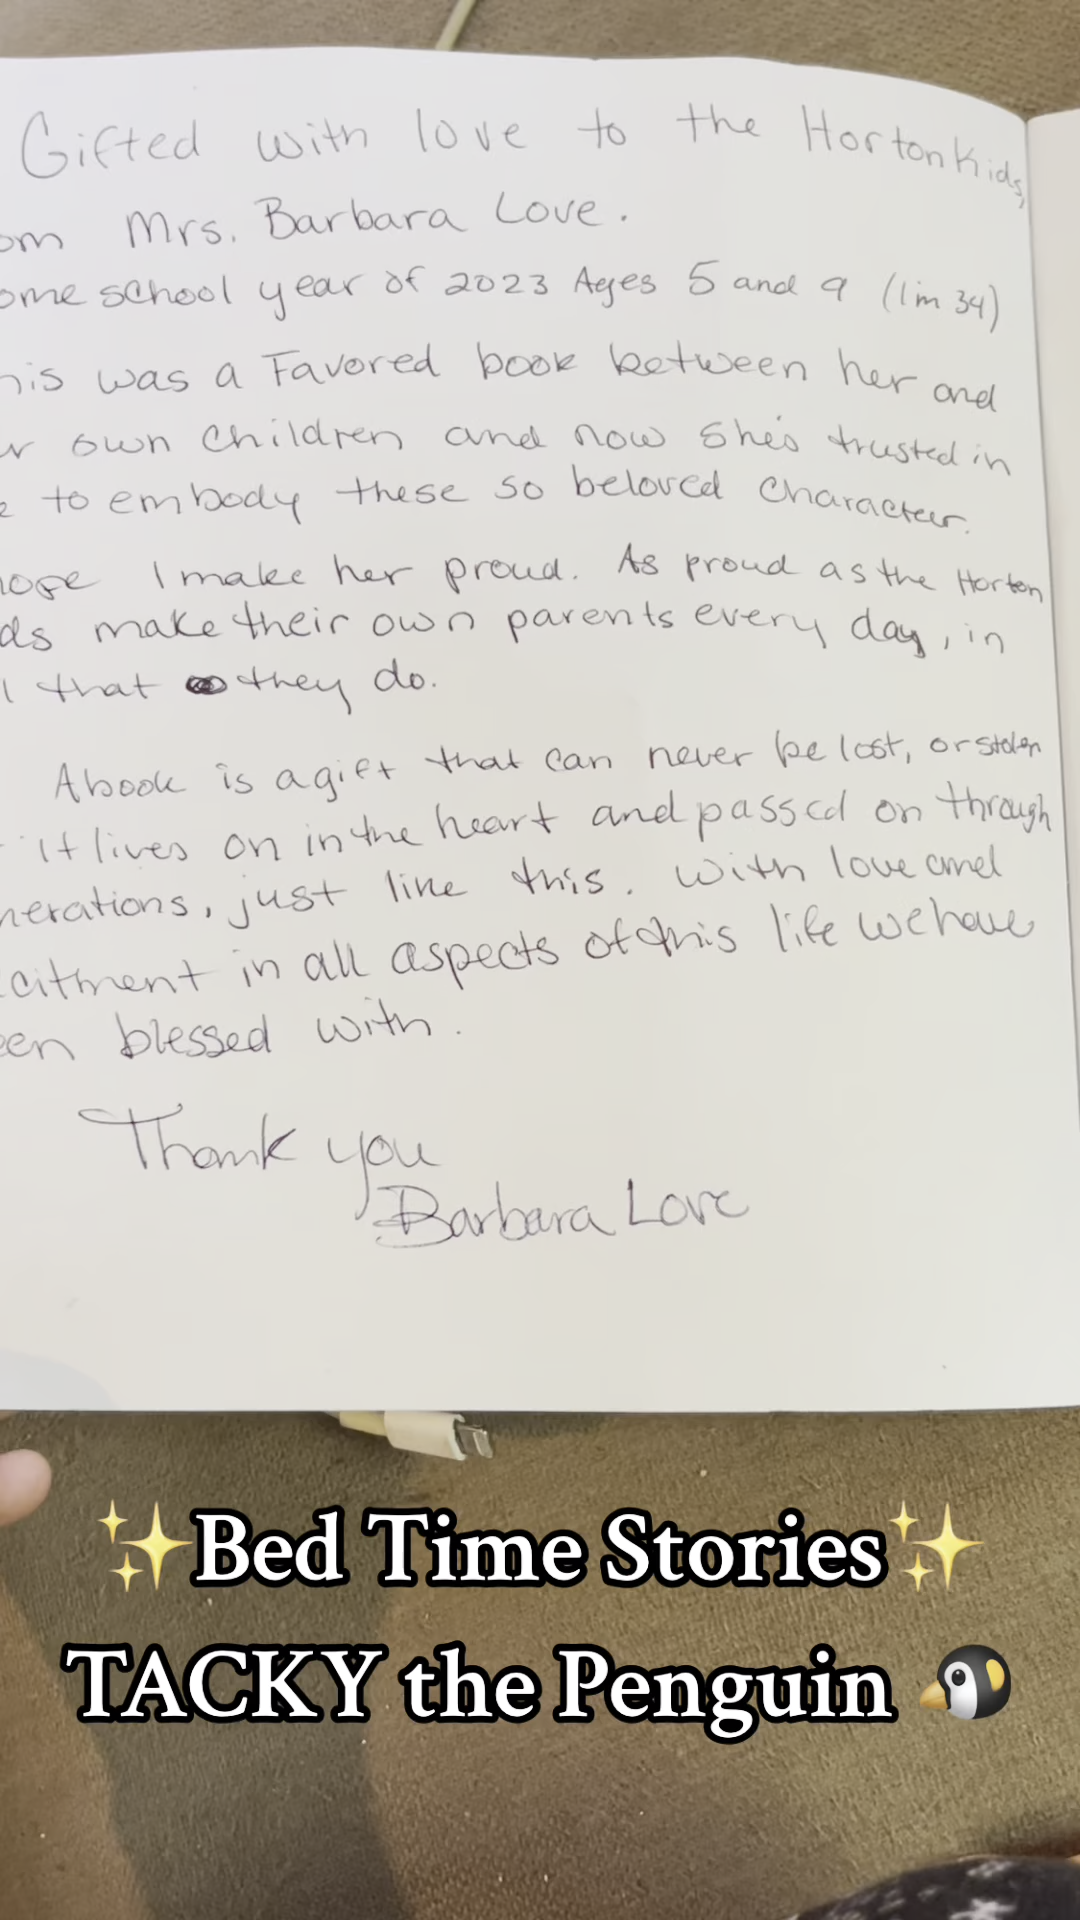 Gifted with love to the Horton Kids,
om Mrs. Barbara Love.
ome school year of 2023 Ages 5 and 9 (Im 34)
his was a Favored book between her and
r own children and now she's trusted in
e to embody these so beloved character.
hope I make her proud. As proud as the Horton
ds make their own parents every day, in
l that they do.
A book is a gift that can never be lost, or stolen
it lives on in the heart and passed on through
nerations, just like this. With love and
citment in all aspects of this life we have
een blessed with.
Thank you
Barbara Love
✨Bed Time Stories✨
TACKY the Penguin 🐧